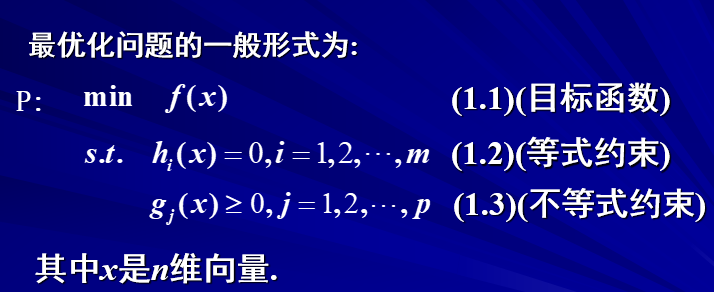 最优化问题的一般形式为:
P: min f(x) (1.1)(目标函数)
s.t. hᵢ(x) = 0, i = 1,2,⋯,m (1.2)(等式约束)
gⱼ(x) ≥ 0, j = 1,2,⋯,p (1.3)(不等式约束)
其中x是n维向量.